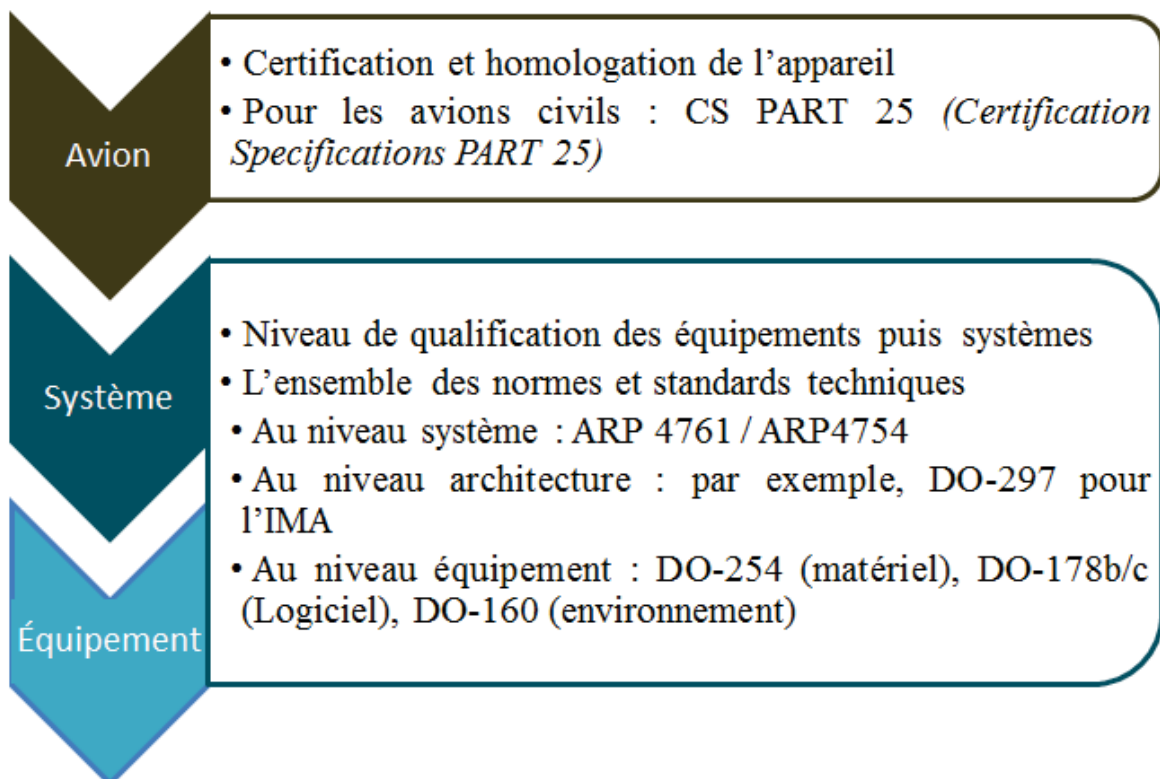 Avion
• Certification et homologation de l’appareil
• Pour les avions civils : CS PART 25 (Certification
Specifications PART 25)
Système
• Niveau de qualification des équipements puis systèmes
• L’ensemble des normes et standards techniques
• Au niveau système : ARP 4761 / ARP4754
• Au niveau architecture : par exemple, DO-297 pour
l’IMA
• Au niveau équipement : DO-254 (matériel), DO-178b/c
(Logiciel), DO-160 (environnement)
Équipement